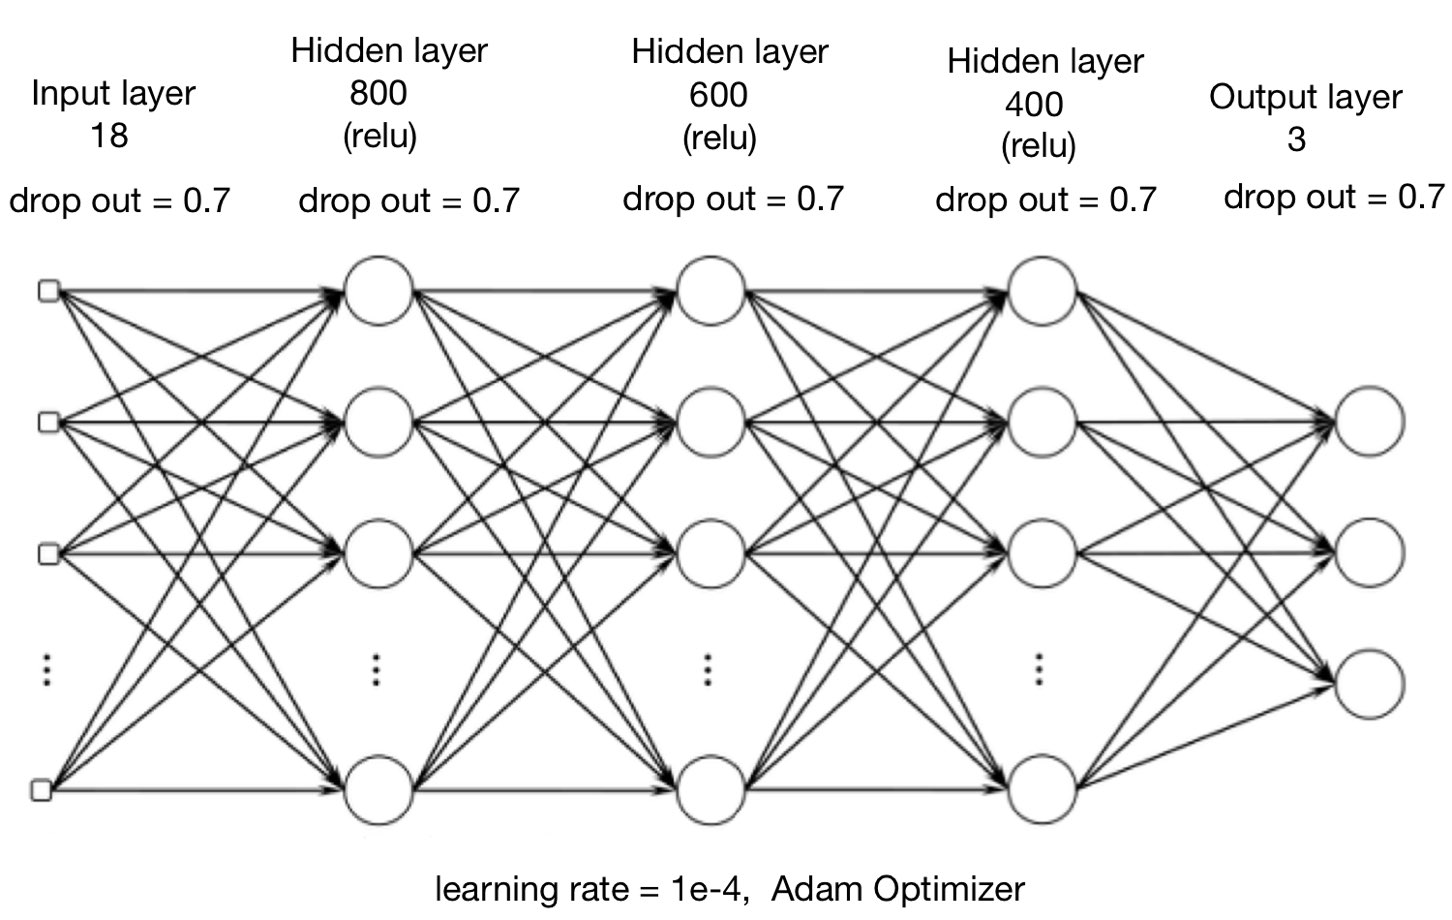 Input layer
18
drop out = 0.7
Hidden layer
800
(relu)
drop out = 0.7
Hidden layer
600
(relu)
drop out = 0.7
Hidden layer
400
(relu)
drop out = 0.7
Output layer
3
drop out = 0.7
learning rate = 1e-4, Adam Optimizer